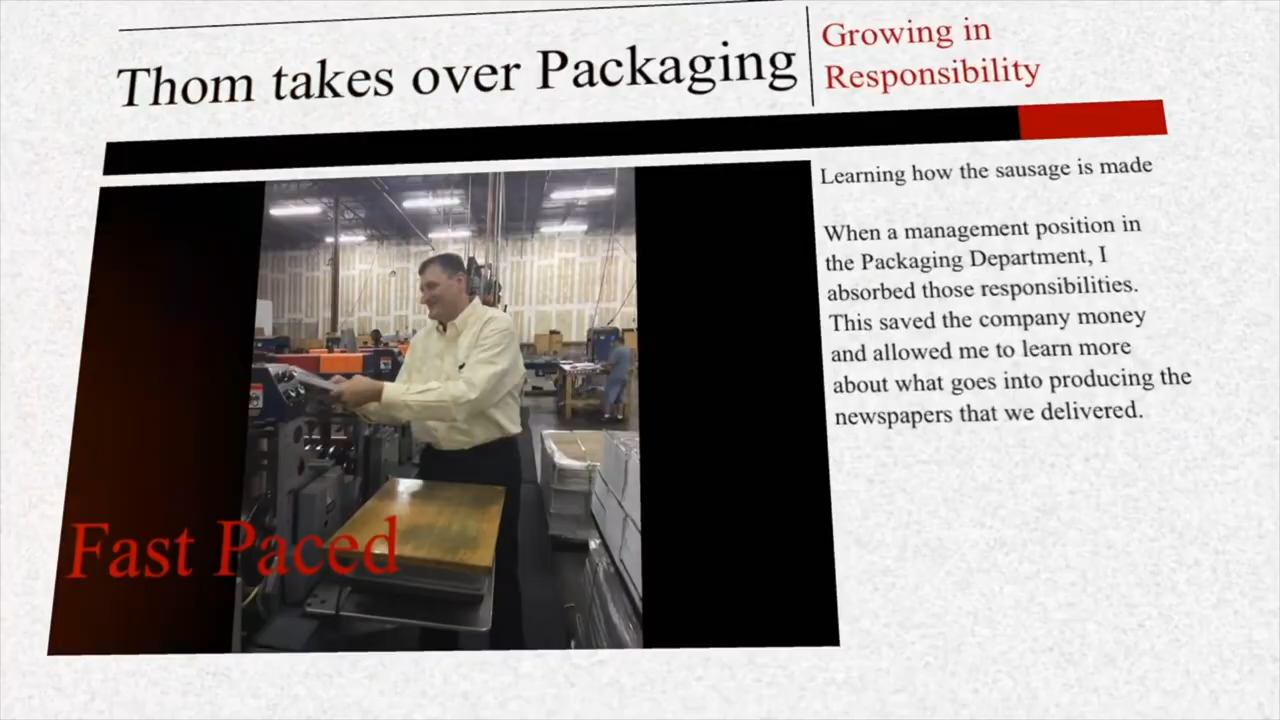 Thom takes over Packaging
Growing in
Responsibility
Learning how the sausage is made
When a management position in
the Packaging Department, I
absorbed those responsibilities.
This saved the company money
and allowed me to learn more
about what goes into producing the
newspapers that we delivered.
Fast Paced